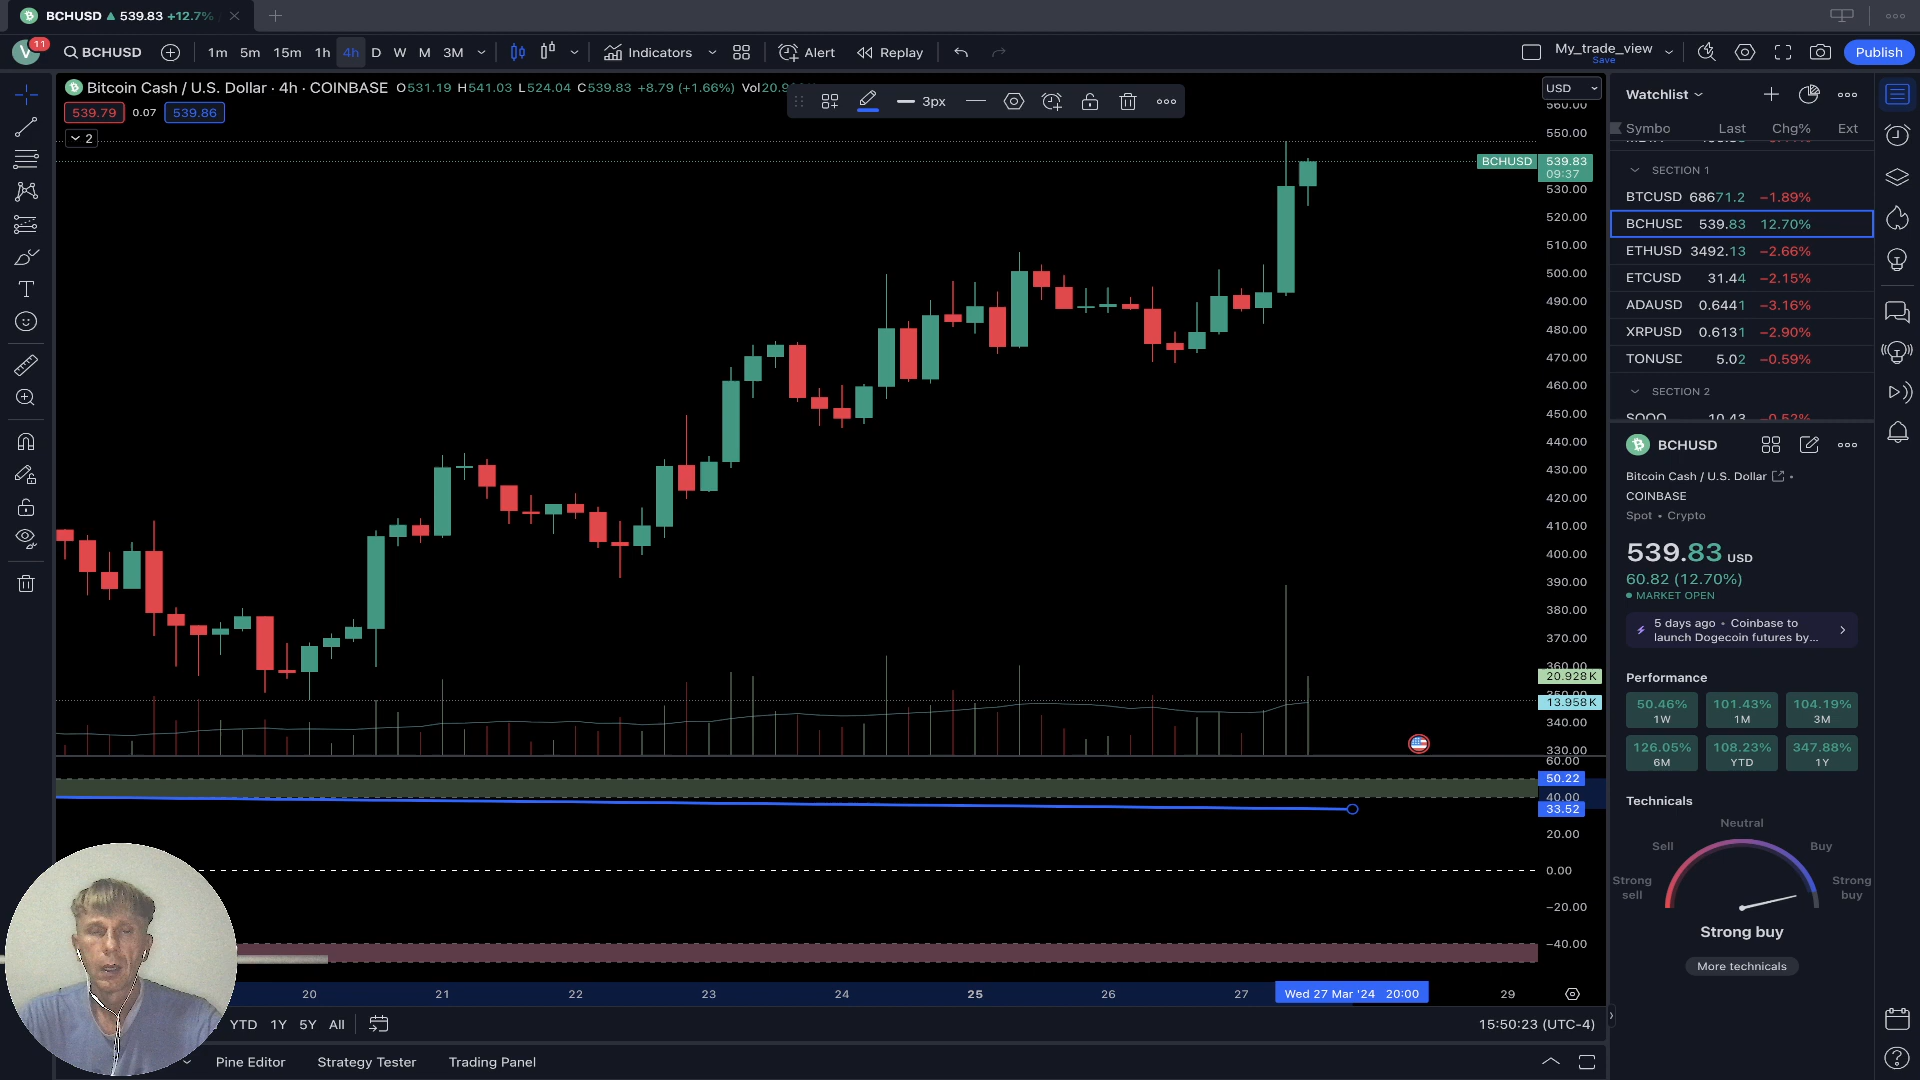 BCHUSD ▲ 539.83 +12.7%
11
BCHUSD
1m 5m 15m 1h 4h D W M 3M
Indicators
Alert
Replay
My_trade_view
Save
Publish
Bitcoin Cash / U.S. Dollar · 4h · COINBASE O531.19 H541.03 L524.04 C539.83 +8.79 (+1.66%)
539.79 0.07 539.86
2
3px
USD
560.00
550.00
BCHUSD 539.83
09:37
530.00
520.00
510.00
500.00
490.00
480.00
470.00
460.00
450.00
440.00
430.00
420.00
410.00
400.00
390.00
380.00
370.00
360.00
20.928K
350.00
13.958K
340.00
330.00
60.00
50.22
40.00
33.52
20.00
0.00
−20.00
−40.00
20 21 22 23 24 25 26 27 Wed 27 Mar '24 20:00 29
YTD 1Y 5Y All
15:50:23 (UTC-4)
Pine Editor Strategy Tester Trading Panel
Watchlist
Symbo Last Chg% Ext
SECTION 1
BTCUSD 68671.2 −1.89%
BCHUSD 539.83 12.70%
ETHUSD 3492.13 −2.66%
ETCUSD 31.44 −2.15%
ADAUSD 0.6441 −3.16%
XRPUSD 0.6131 −2.90%
TONUSD 5.02 −0.59%
SECTION 2
SQQQ 10.43 −0.52%
BCHUSD
Bitcoin Cash / U.S. Dollar
COINBASE
Spot • Crypto
539.83 USD
60.82 (12.70%)
MARKET OPEN
5 days ago • Coinbase to
launch Dogecoin futures by...
Performance
50.46% 101.43% 104.19%
1W 1M 3M
126.05% 108.23% 347.88%
6M YTD 1Y
Technicals
Neutral
Sell Buy
Strong sell Strong buy
Strong buy
More technicals